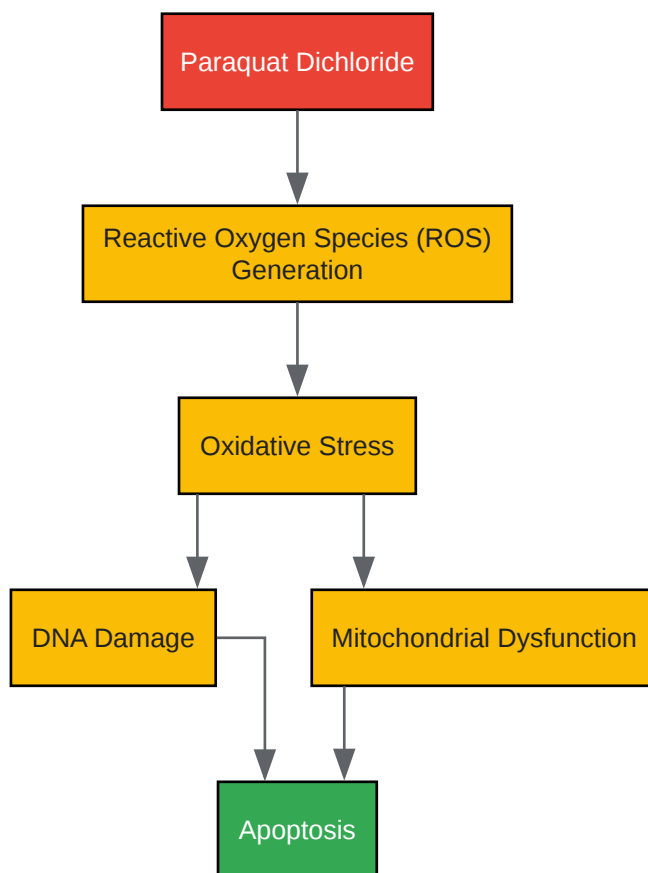 Paraquat Dichloride
Reactive Oxygen Species (ROS)
Generation
Oxidative Stress
DNA Damage
Mitochondrial Dysfunction
Apoptosis